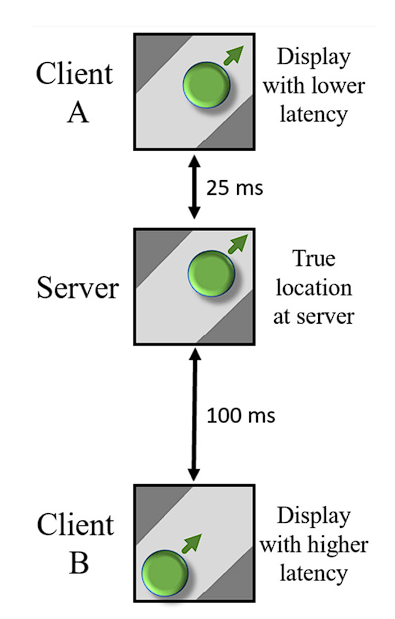 Client
A
Display
with lower
latency
25 ms
Server
True
location
at server
100 ms
Client
B
Display
with higher
latency